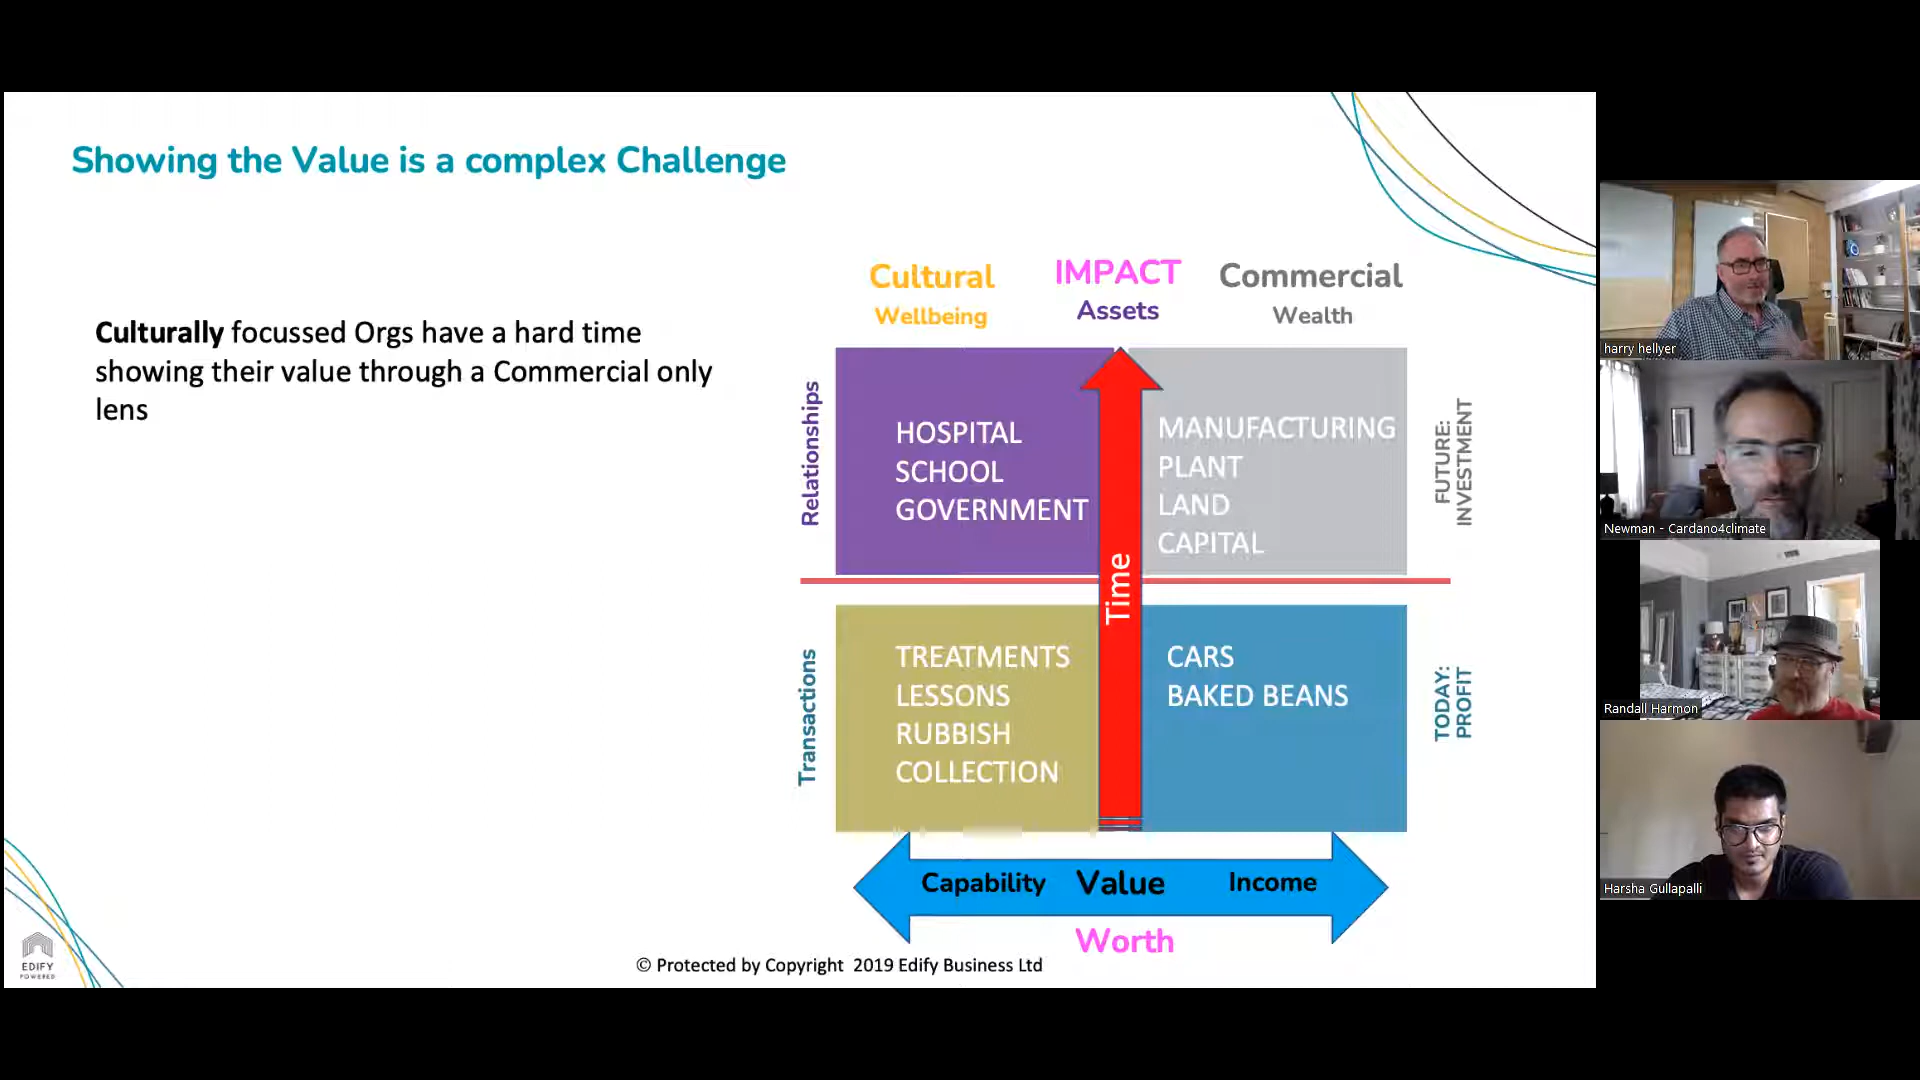 Showing the Value is a complex Challenge
Culturally focussed Orgs have a hard time
showing their value through a Commercial only
lens
Cultural
Wellbeing
IMPACT
Assets
Commercial
Wealth
Relationships
HOSPITAL
SCHOOL
GOVERNMENT
MANUFACTURING
PLANT
LAND
CAPITAL
FUTURE:
INVESTMENT
Time
Transactions
TREATMENTS
LESSONS
RUBBISH
COLLECTION
CARS
BAKED BEANS
TODAY:
PROFIT
Capability
Value
Income
Worth
© Protected by Copyright 2019 Edify Business Ltd
EDIFY
POWERED
harry hellyer
Newman - Cardano4climate
Randall Harmon
Harsha Gullapalli